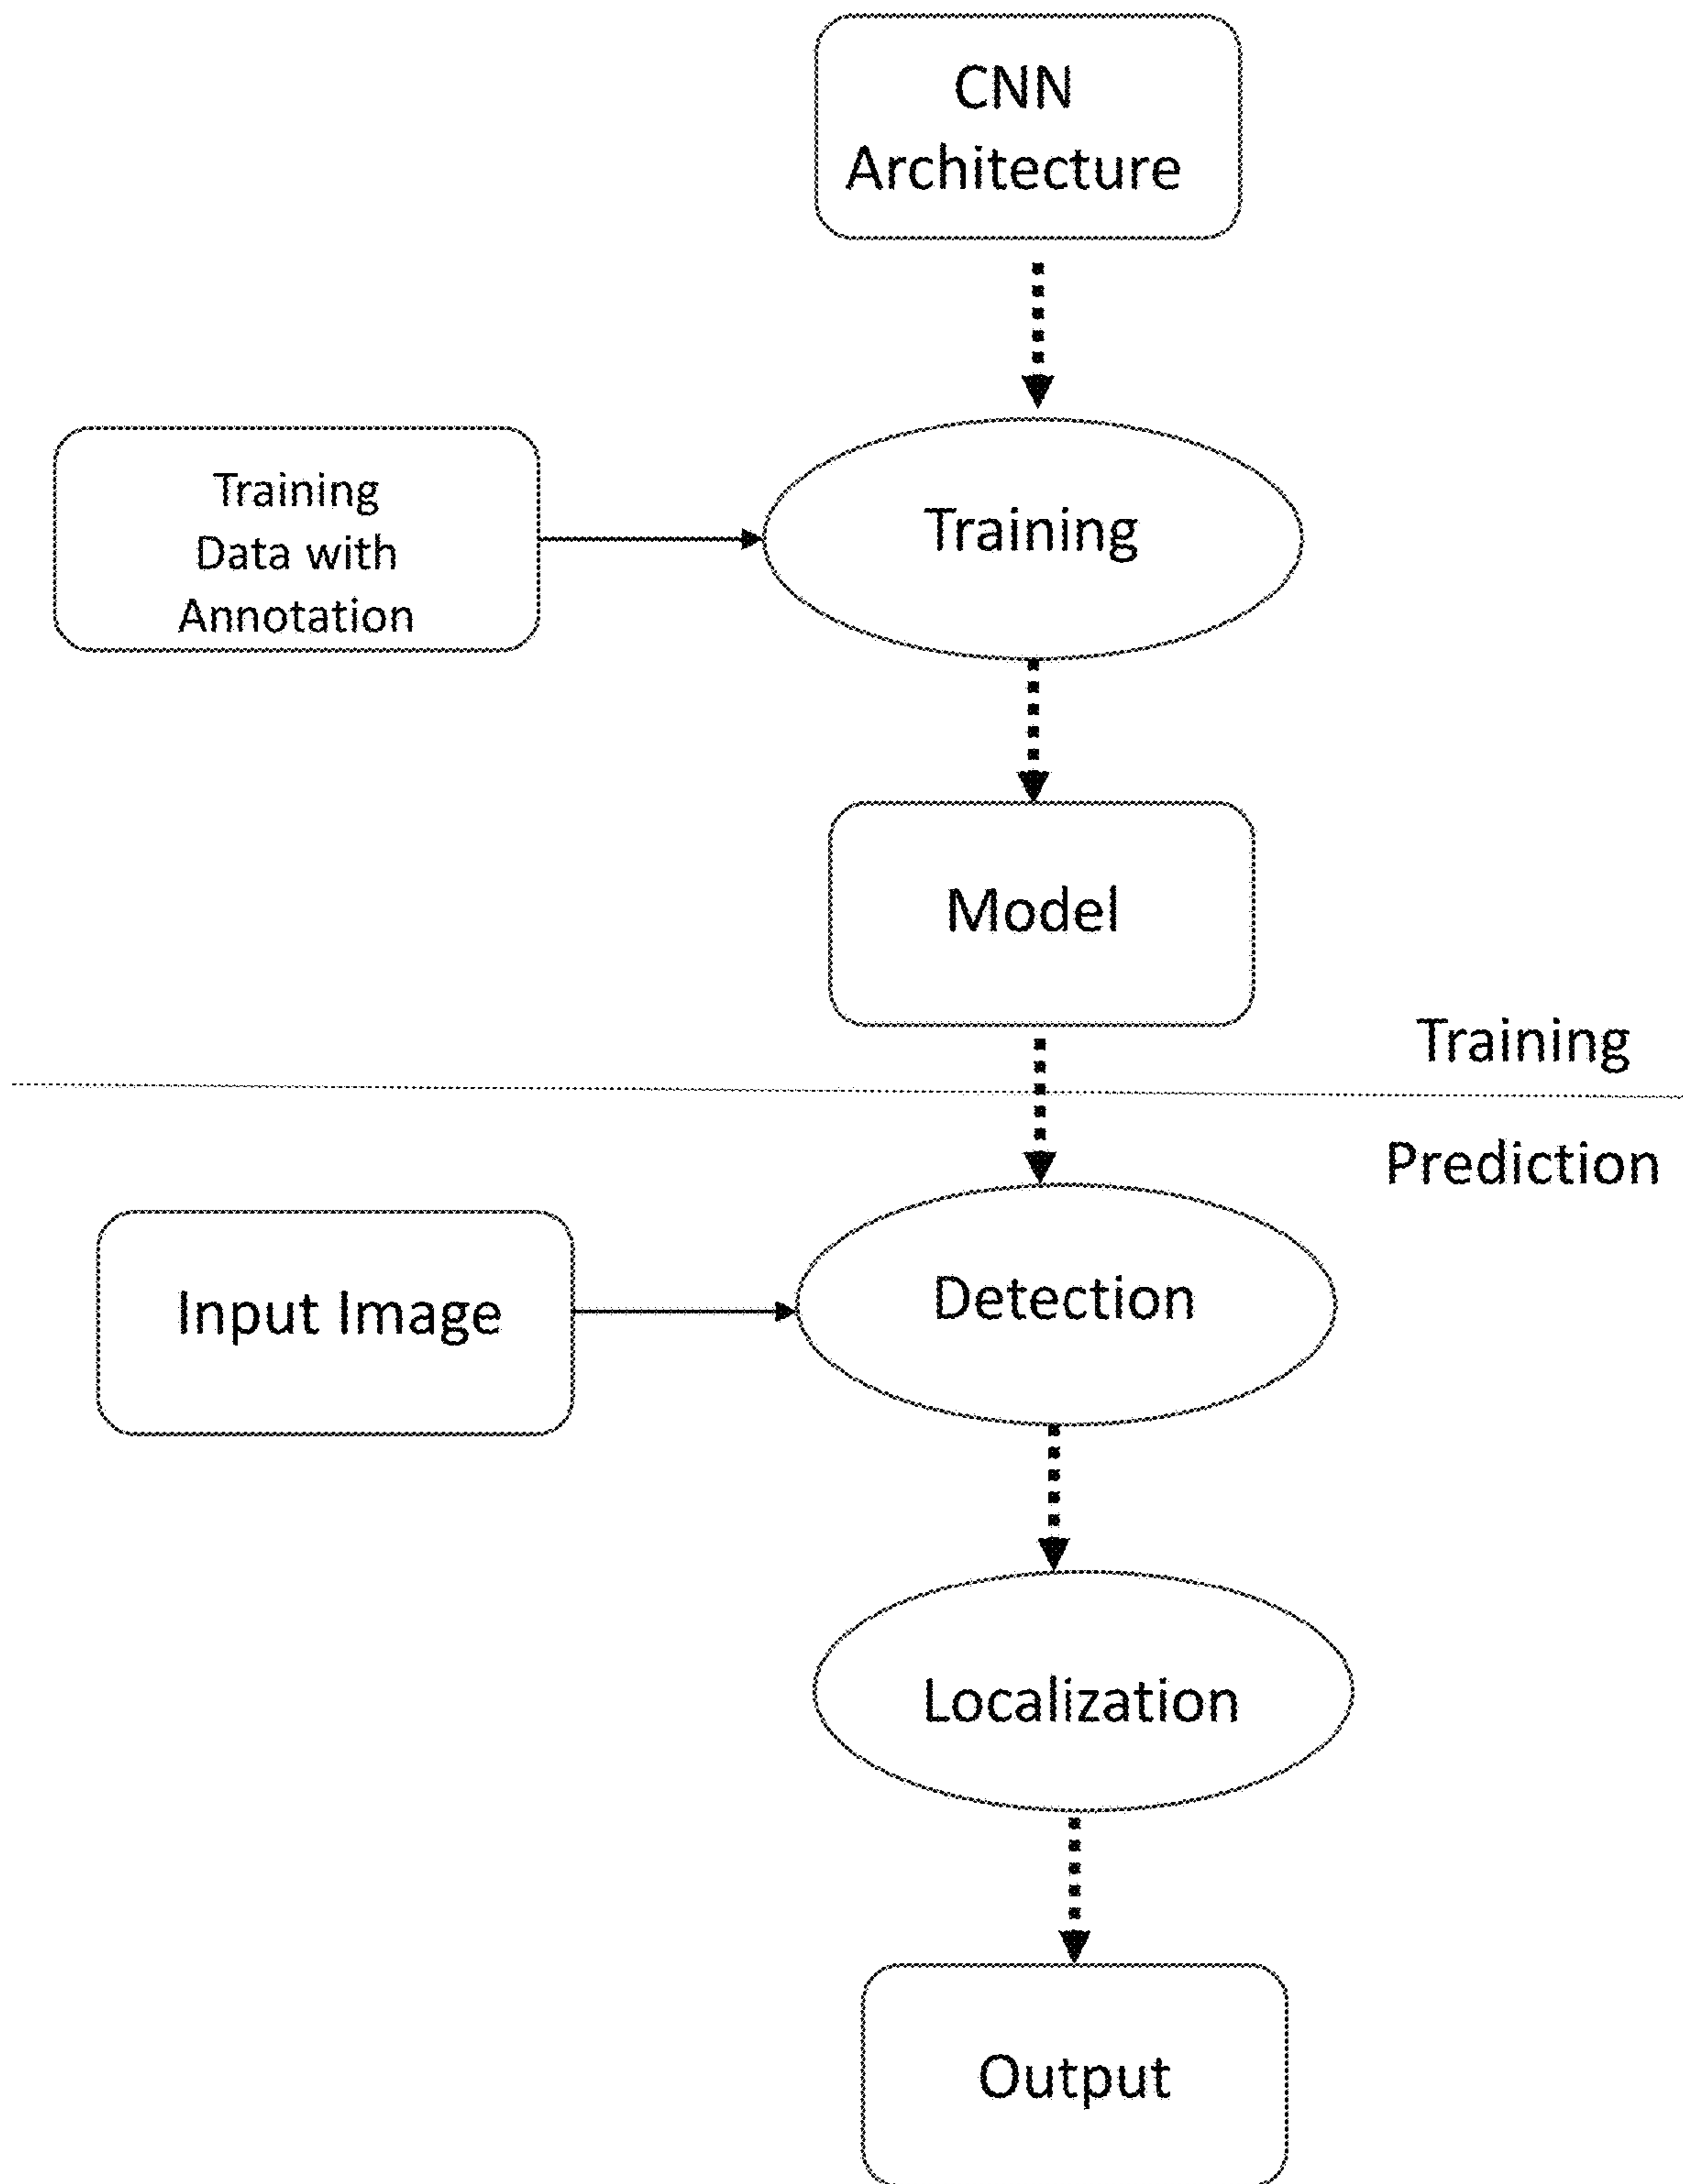 CNN
Architecture
Training
Data with
Annotation
Training
Model
Training
Prediction
Input Image
Detection
Localization
Output